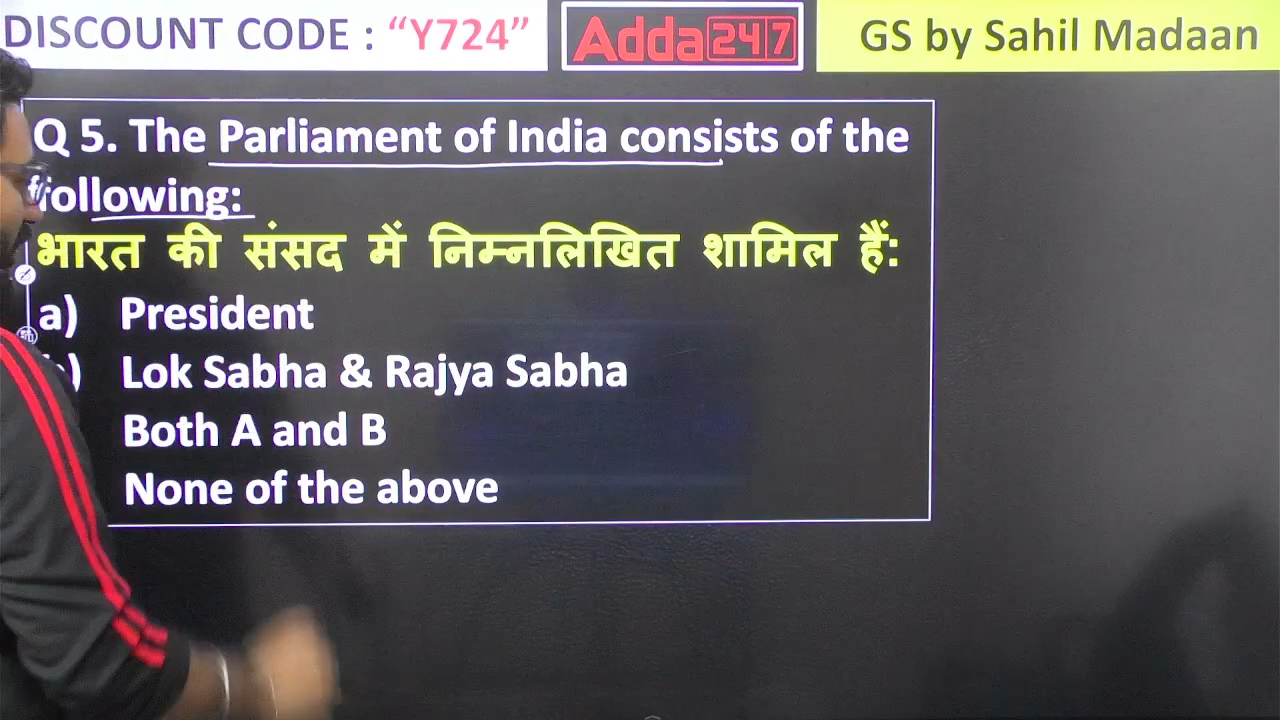 DISCOUNT CODE : “Y724”
Adda247
GS by Sahil Madaan
Q 5. The Parliament of India consists of the
following:
भारत की संसद में निम्नलिखित शामिल हैं:
a) President
) Lok Sabha & Rajya Sabha
Both A and B
None of the above